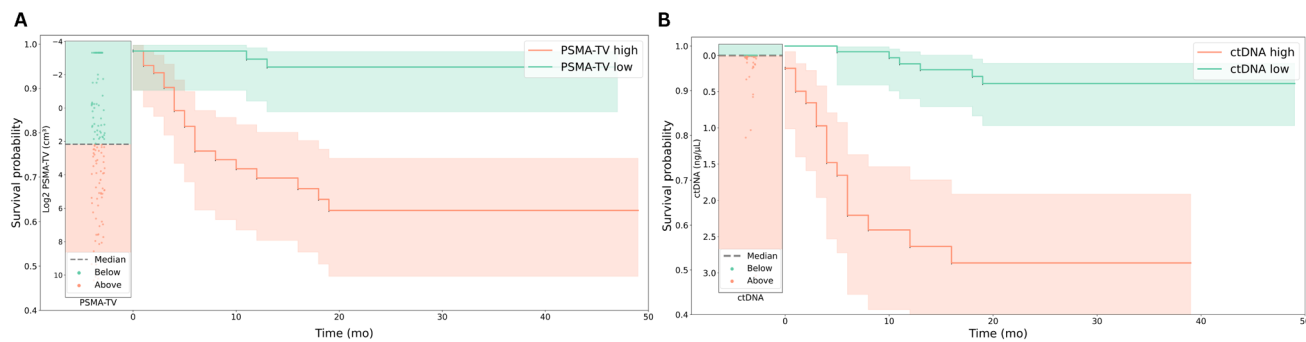 A
Survival probability
1.0
0.9
0.8
0.7
0.6
0.5
0.4
Log2 PSMA-TV (cm³)
−4
−2
0
2
4
6
8
10
Median
Below
Above
PSMA-TV
PSMA-TV high
PSMA-TV low
0
10
20
30
40
50
Time (mo)
B
Survival probability
1.0
0.9
0.8
0.7
0.6
0.5
0.4
ctDNA (ng/μL)
0.0
0.5
1.0
1.5
2.0
2.5
3.0
Median
Below
Above
ctDNA
ctDNA high
ctDNA low
0
10
20
30
40
50
Time (mo)